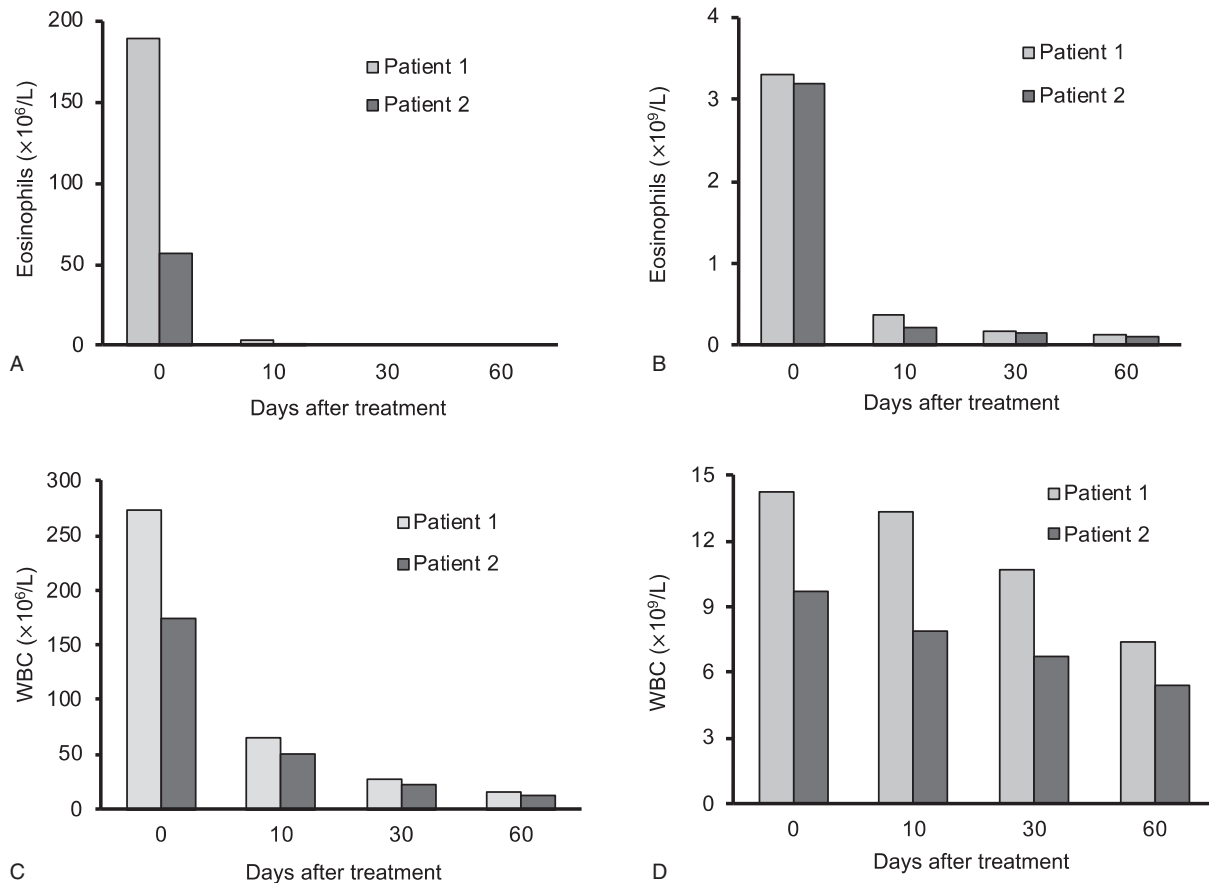 200
150
100
50
0
Eosinophils (×10⁶/L)
Patient 1
Patient 2
0 10 30 60
Days after treatment
A
4
3
2
1
0
Eosinophils (×10⁹/L)
Patient 1
Patient 2
0 10 30 60
Days after treatment
B
300
250
200
150
100
50
0
WBC (×10⁶/L)
Patient 1
Patient 2
0 10 30 60
Days after treatment
C
15
12
9
6
3
0
WBC (×10⁹/L)
Patient 1
Patient 2
0 10 30 60
Days after treatment
D